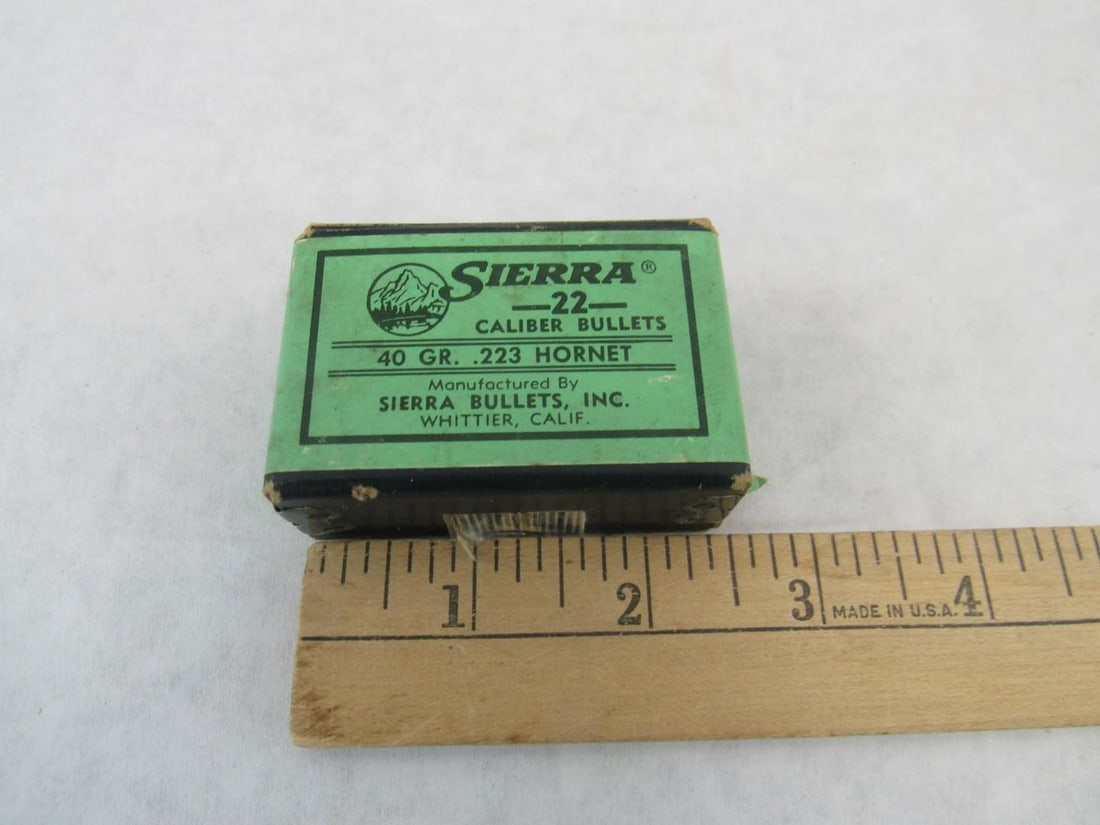 SIERRA®
—22—
CALIBER BULLETS
40 GR. .223 HORNET
Manufactured By
SIERRA BULLETS, INC.
WHITTIER, CALIF.
1 2 3 MADE IN U.S.A. 4